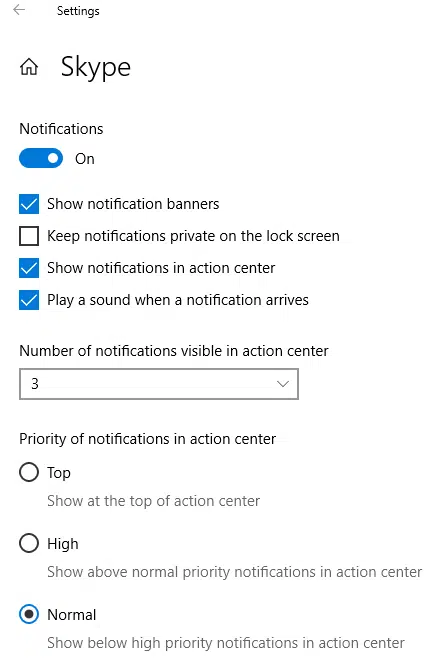 Settings
Skype
Notifications
On
Show notification banners
Keep notifications private on the lock screen
Show notifications in action center
Play a sound when a notification arrives
Number of notifications visible in action center
3
Priority of notifications in action center
Top
Show at the top of action center
High
Show above normal priority notifications in action center
Normal
Show below high priority notifications in action center